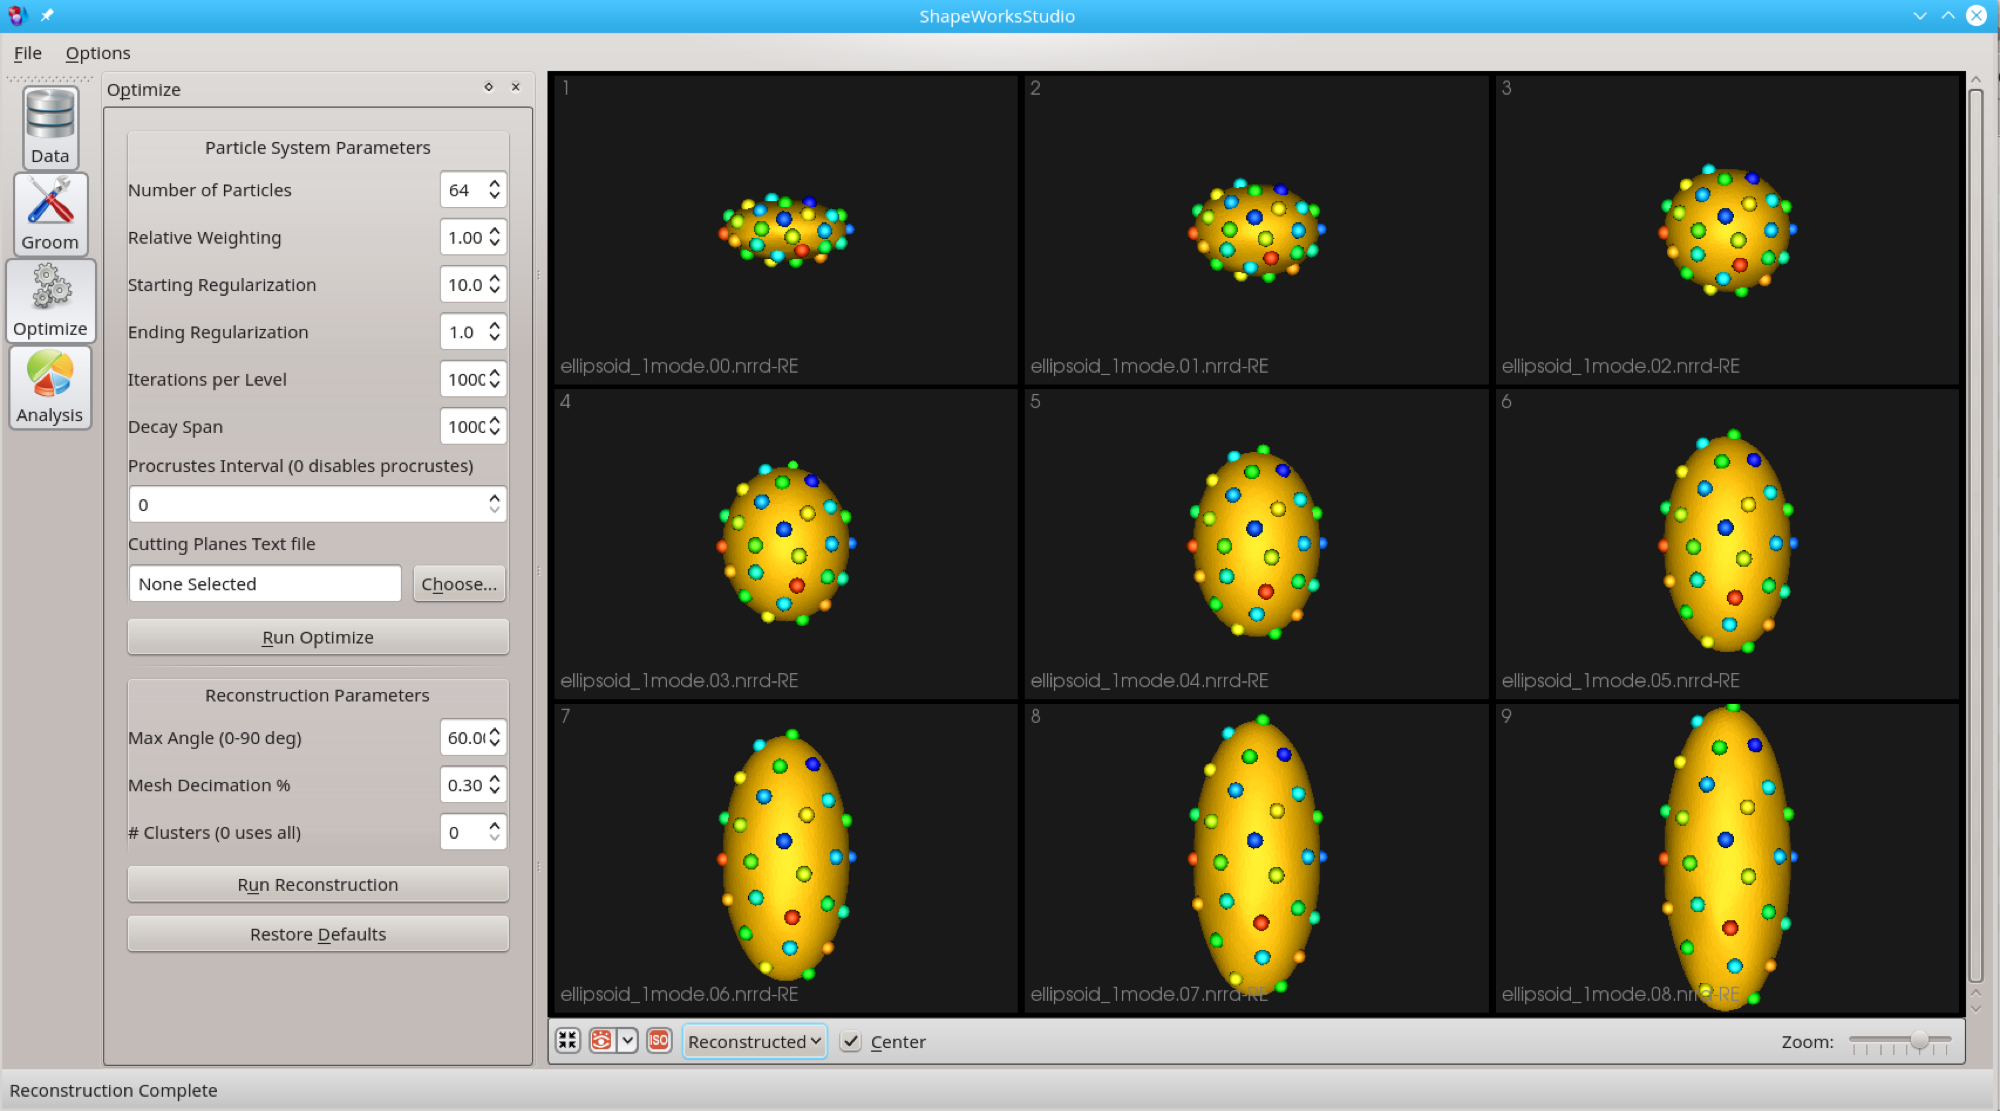 ShapeWorksStudio
File Options
Optimize
Data
Groom
Optimize
Analysis
Particle System Parameters
Number of Particles 64
Relative Weighting 1.00
Starting Regularization 10.0
Ending Regularization 1.0
Iterations per Level 1000
Decay Span 1000
Procrustes Interval (0 disables procrustes)
0
Cutting Planes Text file
None Selected Choose...
Run Optimize
Reconstruction Parameters
Max Angle (0-90 deg) 60.0
Mesh Decimation % 0.30
# Clusters (0 uses all) 0
Run Reconstruction
Restore Defaults
1 2 3
ellipsoid_1mode.00.nrrd-RE ellipsoid_1mode.01.nrrd-RE ellipsoid_1mode.02.nrrd-RE
4 5 6
ellipsoid_1mode.03.nrrd-RE ellipsoid_1mode.04.nrrd-RE ellipsoid_1mode.05.nrrd-RE
7 8 9
ellipsoid_1mode.06.nrrd-RE ellipsoid_1mode.07.nrrd-RE ellipsoid_1mode.08.nrrd-RE
ISO Reconstructed Center Zoom:
Reconstruction Complete